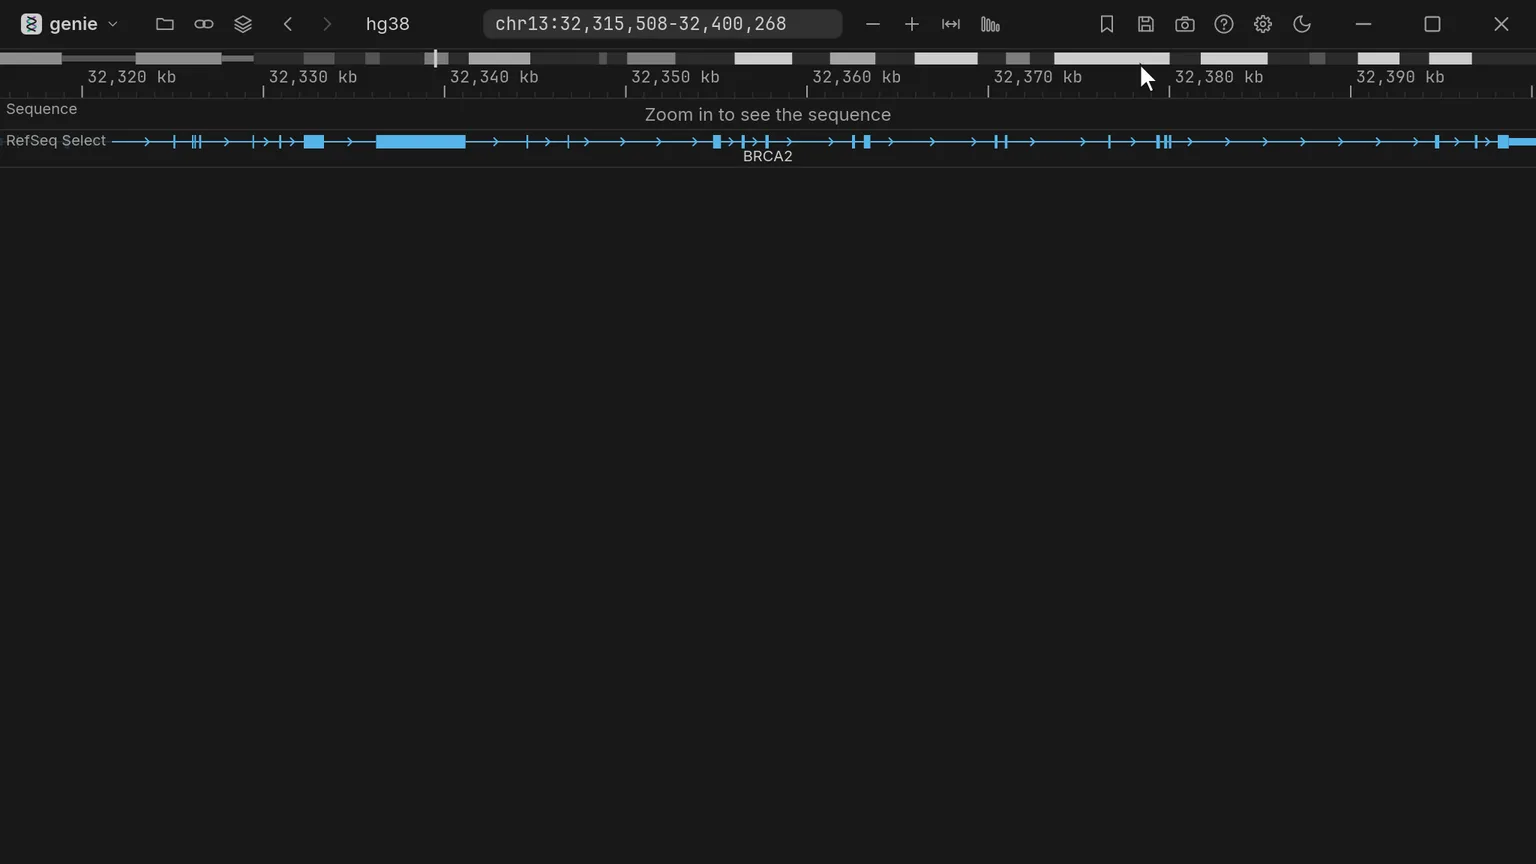 genie hg38 chr13:32,315,508-32,400,268
32,320 kb 32,330 kb 32,340 kb 32,350 kb 32,360 kb 32,370 kb 32,380 kb 32,390 kb
Sequence
Zoom in to see the sequence
RefSeq Select
BRCA2